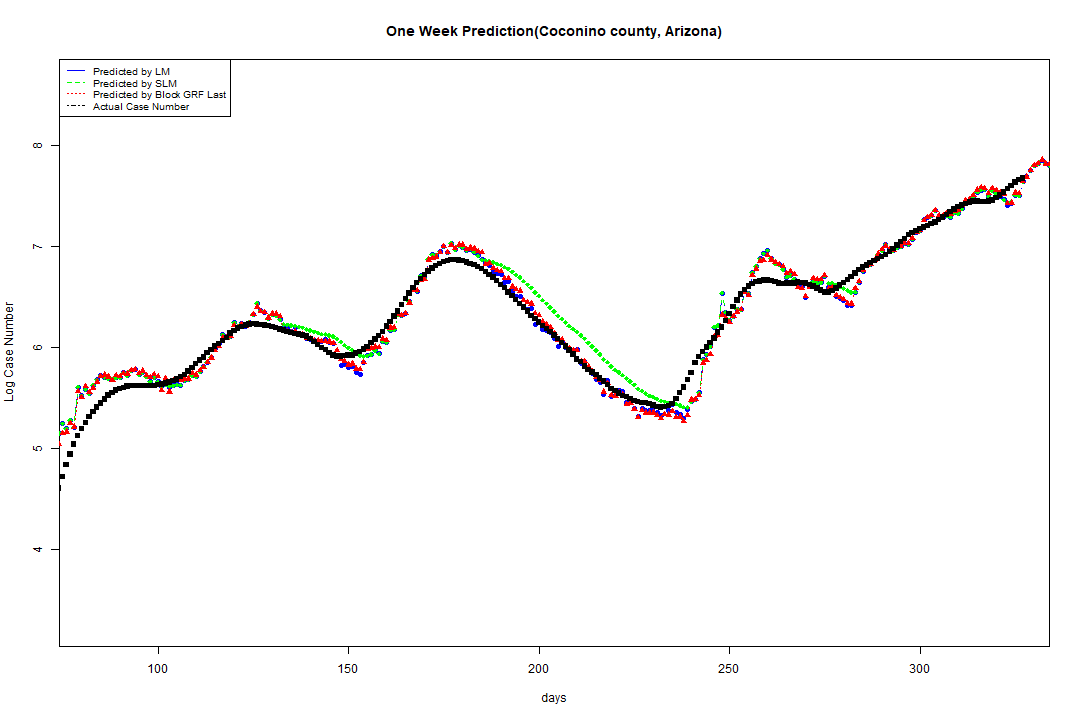 One Week Prediction(Coconino county, Arizona)
Predicted by LM
Predicted by SLM
Predicted by Block GRF Last
Actual Case Number
8
7
6
5
4
Log Case Number
100 150 200 250 300
days